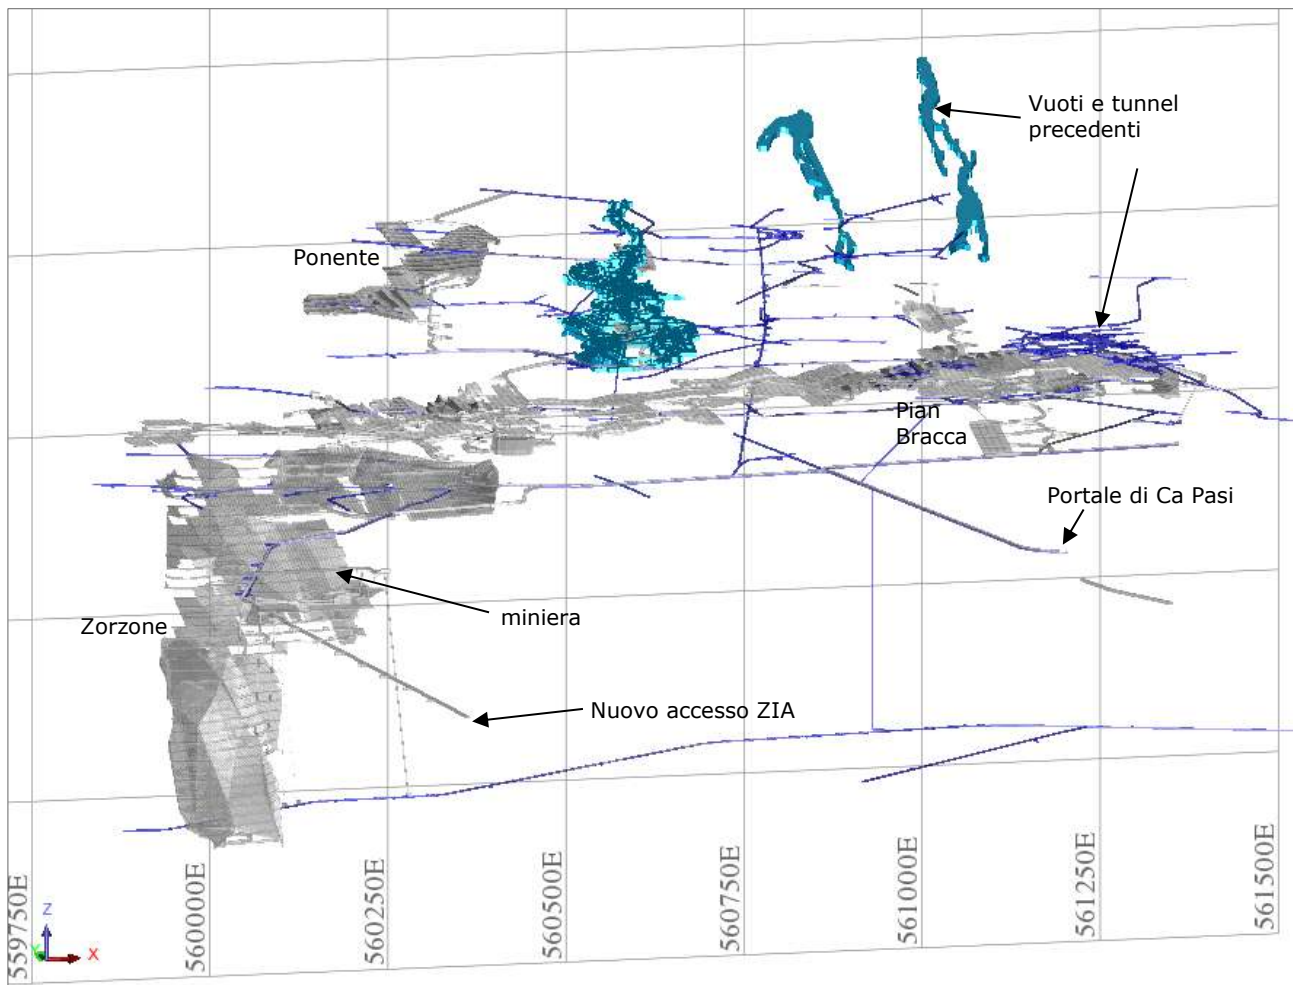 Vuoti e tunnel
precedenti
Ponente
Pian
Bracca
Portale di Ca Pasi
miniera
Zorzone
Nuovo accesso ZIA
559750E
560000E
560250E
560500E
560750E
561000E
561250E
561500E
Z
Y
X